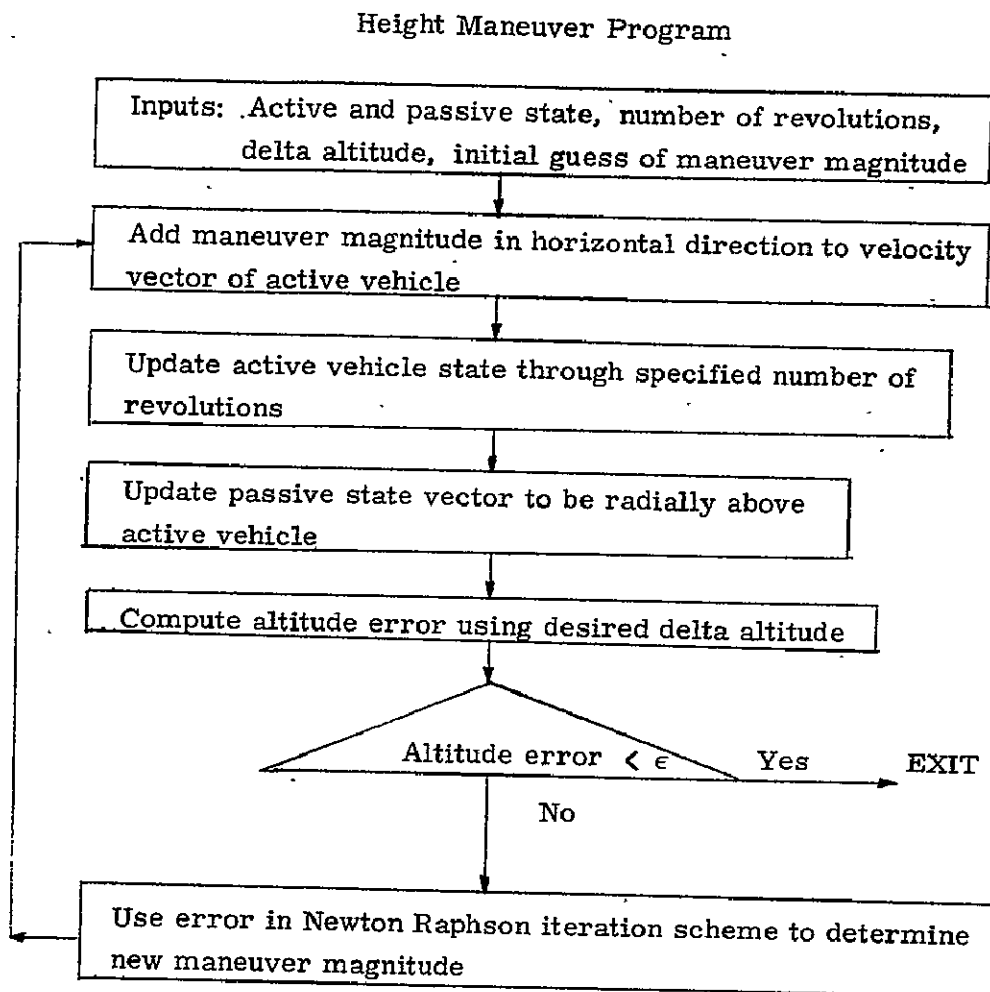 Height Maneuver Program
Inputs: Active and passive state, number of revolutions,
delta altitude, initial guess of maneuver magnitude
Add maneuver magnitude in horizontal direction to velocity
vector of active vehicle
Update active vehicle state through specified number of
revolutions
Update passive state vector to be radially above
active vehicle
Compute altitude error using desired delta altitude
Altitude error < ϵ Yes EXIT
No
Use error in Newton Raphson iteration scheme to determine
new maneuver magnitude